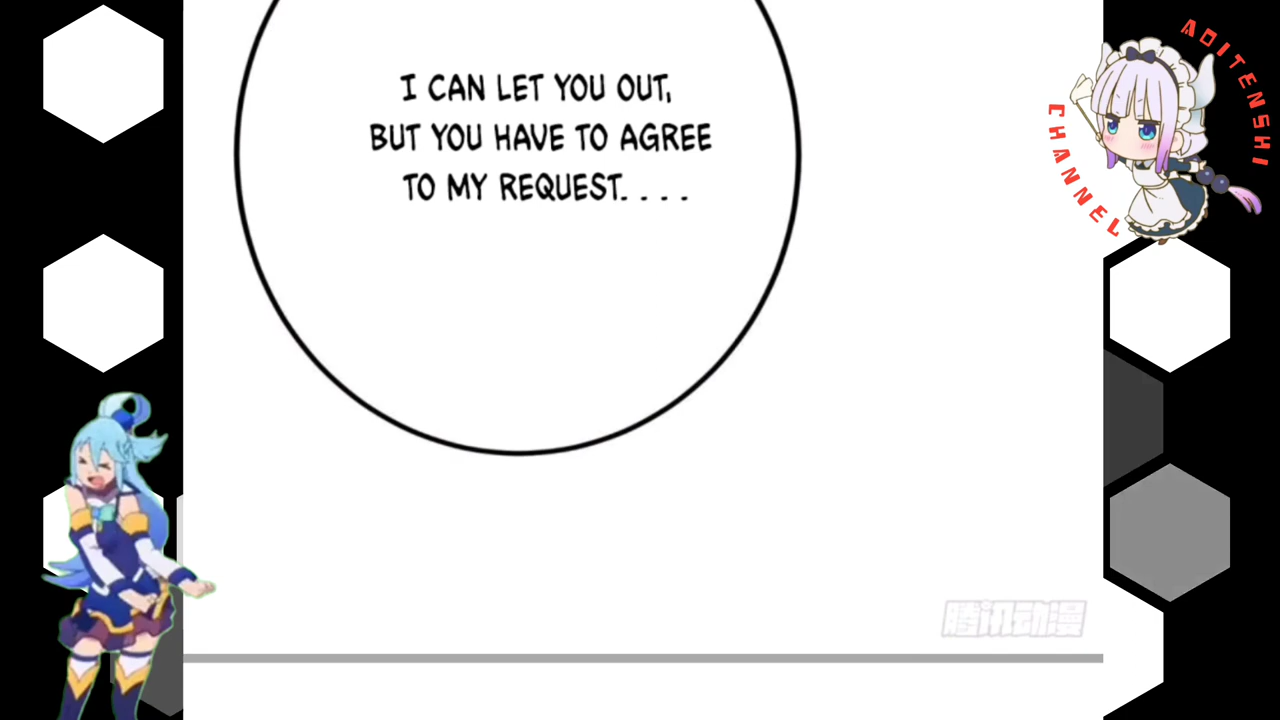 I CAN LET YOU OUT,
BUT YOU HAVE TO AGREE
TO MY REQUEST. . . .
AOITENSHI
CHANNEL
腾讯动漫